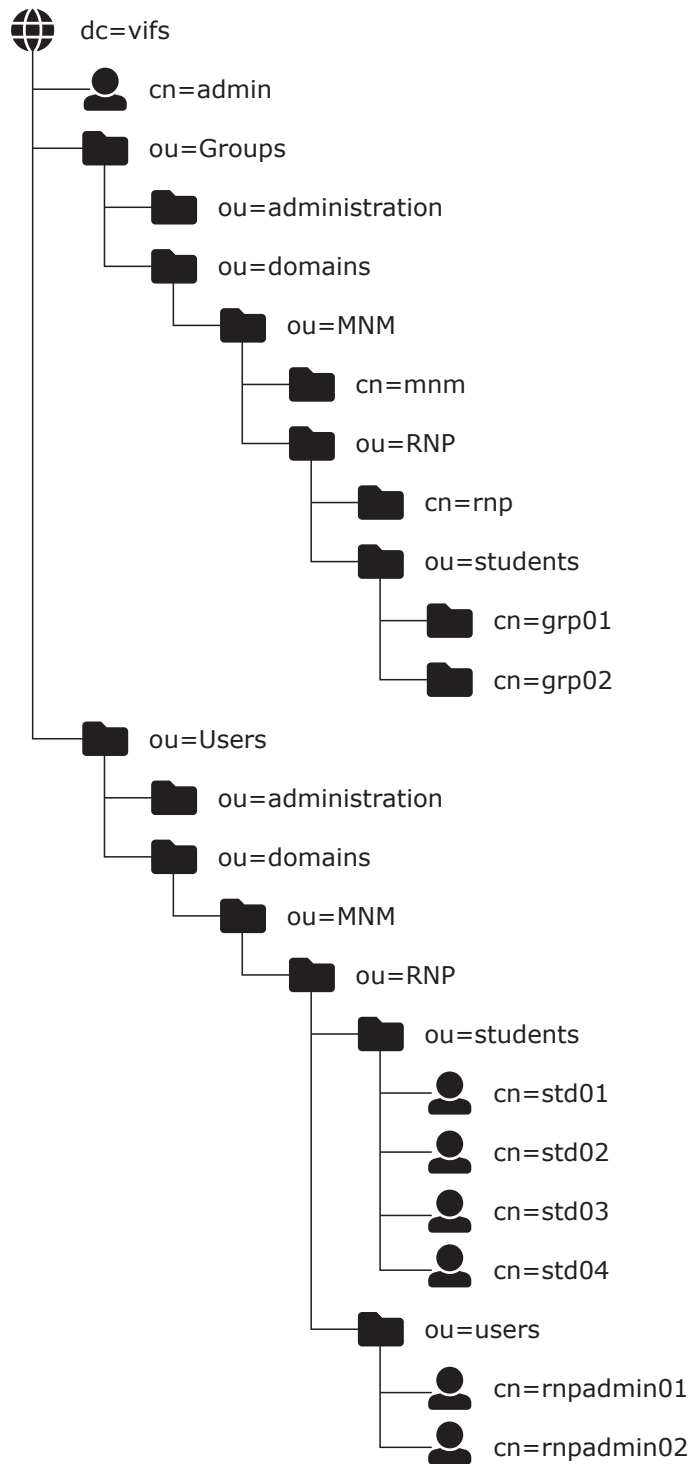 dc=vifs
cn=admin
ou=Groups
ou=administration
ou=domains
ou=MNM
cn=mnm
ou=RNP
cn=rnp
ou=students
cn=grp01
cn=grp02
ou=Users
ou=administration
ou=domains
ou=MNM
ou=RNP
ou=students
cn=std01
cn=std02
cn=std03
cn=std04
ou=users
cn=rnpadmin01
cn=rnpadmin02